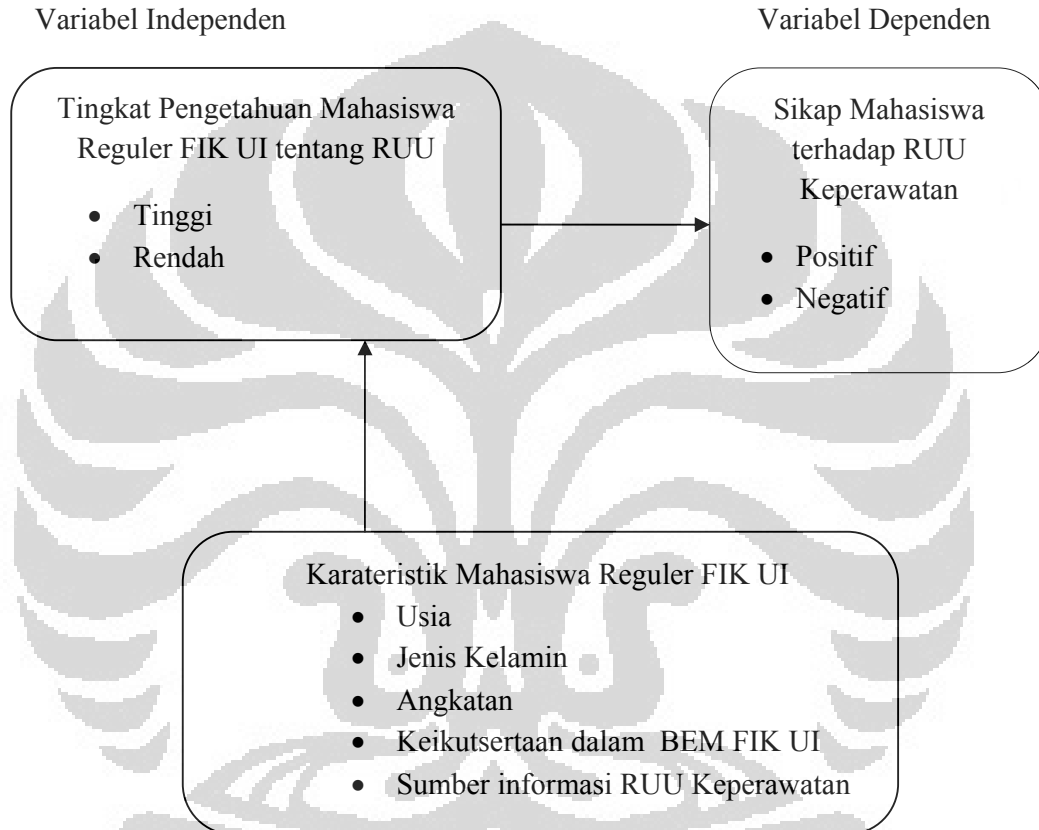 Variabel Independen
Variabel Dependen
Tingkat Pengetahuan Mahasiswa
Reguler FIK UI tentang RUU
• Tinggi
• Rendah
Sikap Mahasiswa
terhadap RUU
Keperawatan
• Positif
• Negatif
Karateristik Mahasiswa Reguler FIK UI
• Usia
• Jenis Kelamin
• Angkatan
• Keikutsertaan dalam BEM FIK UI
• Sumber informasi RUU Keperawatan